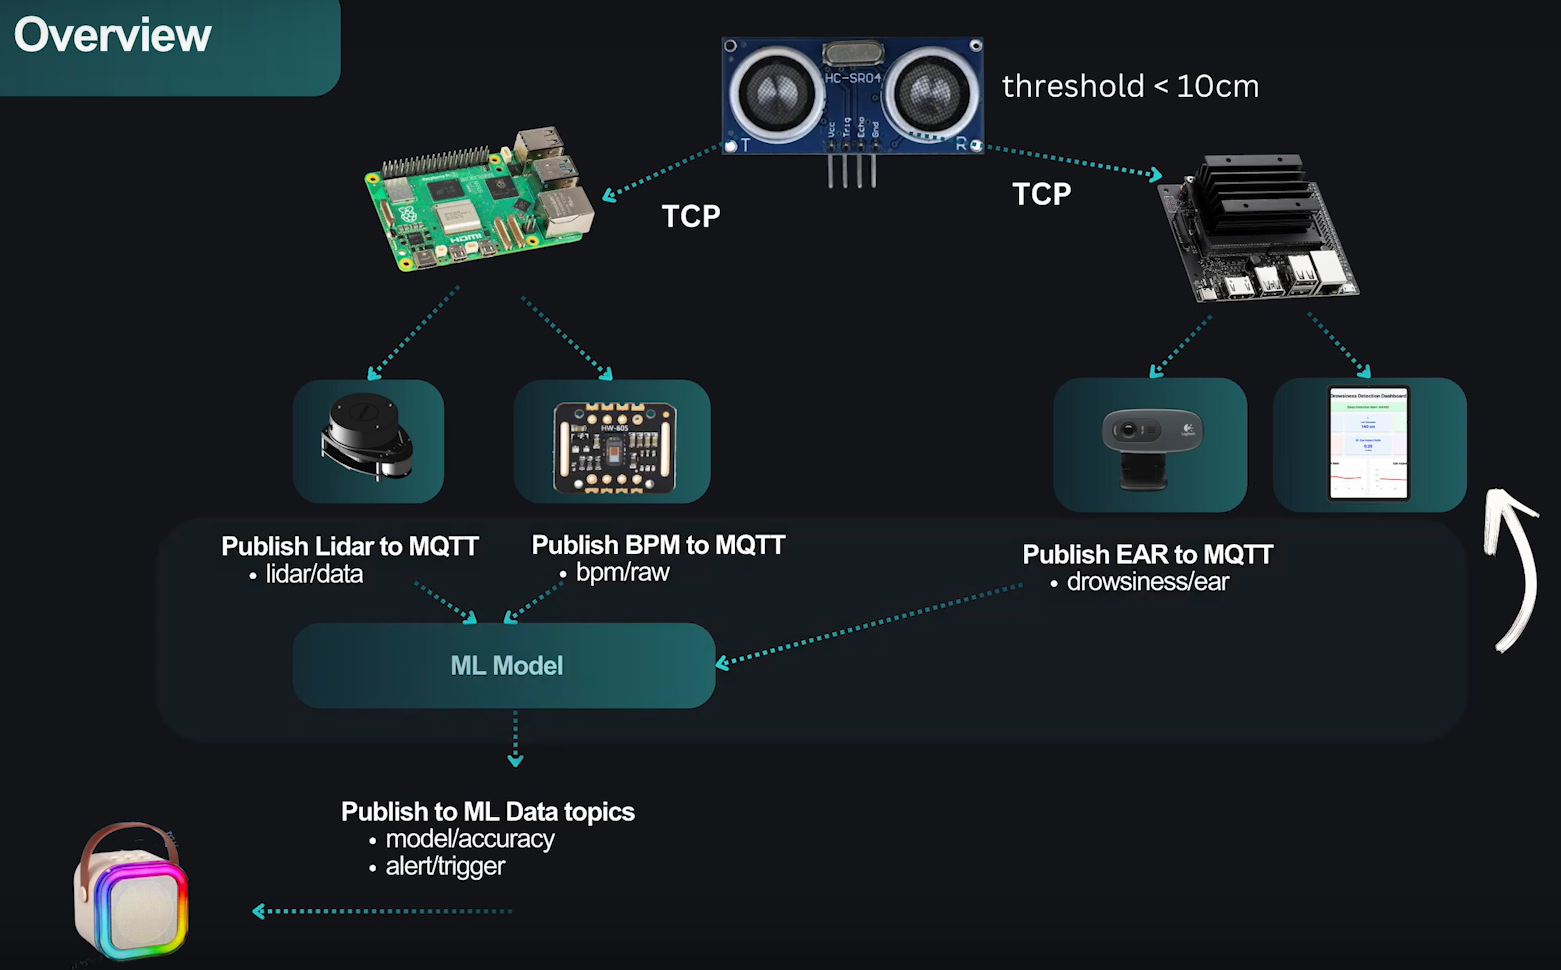 Overview
HC-SR04
Vcc
Trig
Echo
Gnd
T
R
threshold < 10cm
TCP
TCP
HDMI
HW-605
Drowsiness Detection Dashboard
Publish Lidar to MQTT
• lidar/data
Publish BPM to MQTT
• bpm/raw
Publish EAR to MQTT
• drowsiness/ear
ML Model
Publish to ML Data topics
• model/accuracy
• alert/trigger